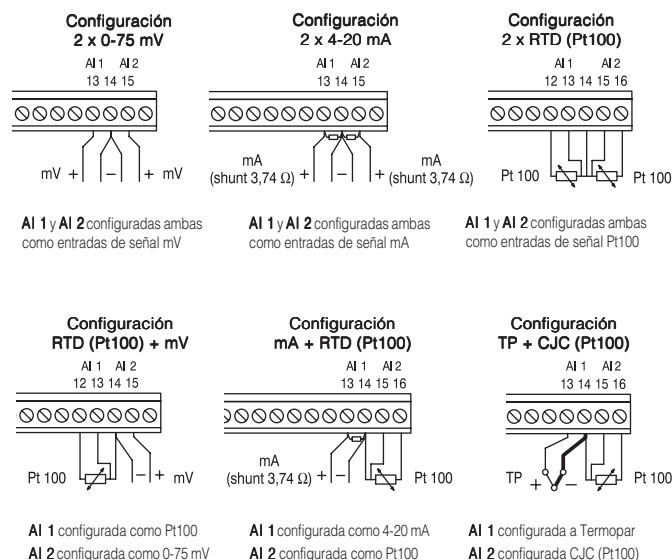 Configuración
2 x 0-75 mV
AI 1 AI 2
13 14 15
mV + − + mV
AI 1 y AI 2 configuradas ambas
como entradas de señal mV
Configuración
2 x 4-20 mA
AI 1 AI 2
13 14 15
mA
(shunt 3,74 Ω) + − +
mA
(shunt 3,74 Ω)
AI 1 y AI 2 configuradas ambas
como entradas de señal mA
Configuración
2 x RTD (Pt100)
AI 1 AI 2
12 13 14 15 16
Pt 100 Pt 100
AI 1 y AI 2 configuradas ambas
como entradas de señal Pt100
Configuración
RTD (Pt100) + mV
AI 1 AI 2
12 13 14 15
Pt 100 − + mV
AI 1 configurada como Pt100
AI 2 configurada como 0-75 mV
Configuración
mA + RTD (Pt100)
AI 1 AI 2
13 14 15 16
mA
(shunt 3,74 Ω) + − Pt 100
AI 1 configurada como 4-20 mA
AI 2 configurada como Pt100
Configuración
TP + CJC (Pt100)
AI 1 AI 2
13 14 15 16
TP + − Pt 100
AI 1 configurada a Termopar
AI 2 configurada CJC (Pt100)